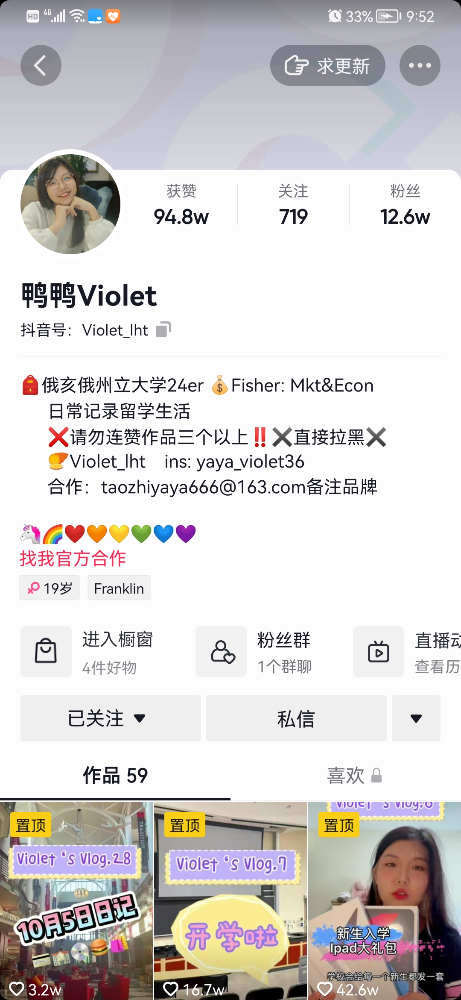 HD 4G 33% 9:52
求更新
获赞 关注 粉丝
94.8w 719 12.6w
鸭鸭Violet
抖音号: Violet_lht
🎒俄亥俄州立大学24er 💰Fisher: Mkt&Econ
日常记录留学生活
❌请勿连赞作品三个以上‼️✖️直接拉黑✖️
Violet_lht ins: yaya_violet36
合作: taozhiyaya666@163.com备注品牌
🦄🌈❤️🧡💛💚💙💜
找我官方合作
19岁 Franklin
进入橱窗 粉丝群 直播动
4件好物 1个群聊 查看历
已关注 私信
作品 59 喜欢
置顶
TRADITION
Violet ‘s Vlog.28
10月5日日记
3.2w
置顶
Violet ‘s Vlog.7
开学啦
16.7w
Violet ‘s Vlog.6
置顶
新生入学
Ipad大礼包
学校会给每一个新生都发一套
42.6w